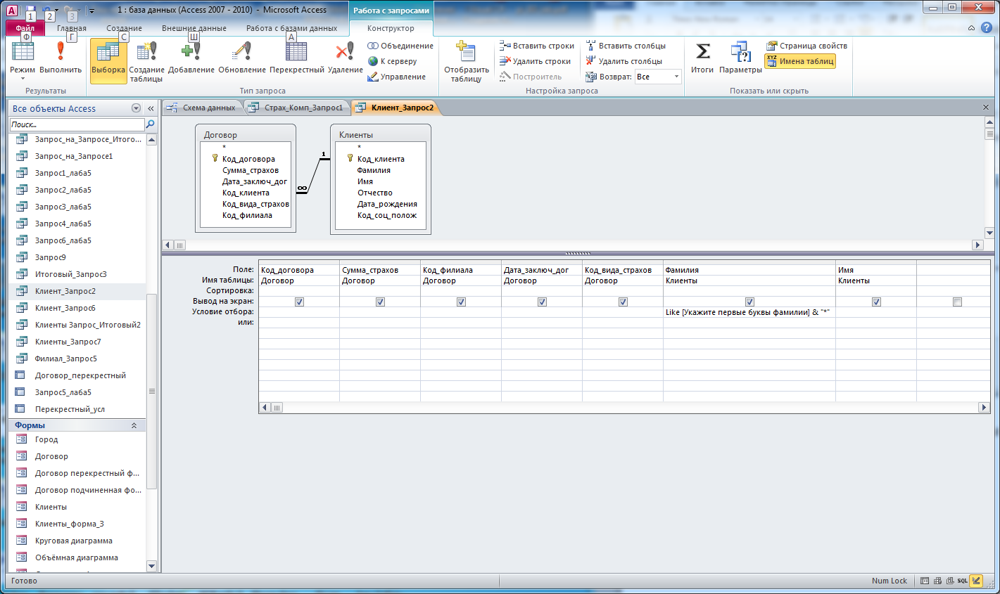 1 : база данных (Access 2007 - 2010) - Microsoft Access
Работа с запросами
1 2 3
Файл Главная Создание Внешние данные Работа с базами данных Конструктор
Ф Г С Ш А
Режим Выполнить
Результаты
Выборка Создание таблицы Добавление Обновление Перекрестный Удаление
Объединение
К серверу
Управление
Тип запроса
Отобразить таблицу
Вставить строки
Удалить строки
Построитель
Вставить столбцы
Удалить столбцы
Возврат: Все
Настройка запроса
Итоги Параметры
Страница свойств
Имена таблиц
Показать или скрыть
Все объекты Access
Поиск...
Запрос_на_Запросе_Итого...
Запрос_на_Запросе1
Запрос1_лаба5
Запрос2_лаба5
Запрос3_лаба5
Запрос4_лаба5
Запрос6_лаба5
Запрос9
Итоговый_Запрос3
Клиент_Запрос2
Клиент_Запрос6
Клиенты Запрос_Итоговый2
Клиенты_Запрос7
Филиал_Запрос5
Договор_перекрестный
Запрос5_лаба5
Перекрестный_усл
Формы
Город
Договор
Договор перекрестный ф...
Договор подчиненная фо...
Клиенты
Клиенты_форма_3
Круговая диаграмма
Объёмная диаграмма
Схема данных Страх_Комп_Запрос1 Клиент_Запрос2
Договор
*
Код_договора
Сумма_страхов
Дата_заключ_дог
Код_клиента
Код_вида_страхов
Код_филиала
1
∞
Клиенты
*
Код_клиента
Фамилия
Имя
Отчество
Дата_рождения
Код_соц_полож
Поле: Код_договора Сумма_страхов Код_филиала Дата_заключ_дог Код_вида_страхов Фамилия Имя
Имя таблицы: Договор Договор Договор Договор Договор Клиенты Клиенты
Сортировка:
Вывод на экран:
Условие отбора: Like [Укажите первые буквы фамилии] & "*"
или:
Готово
Num Lock
SQL